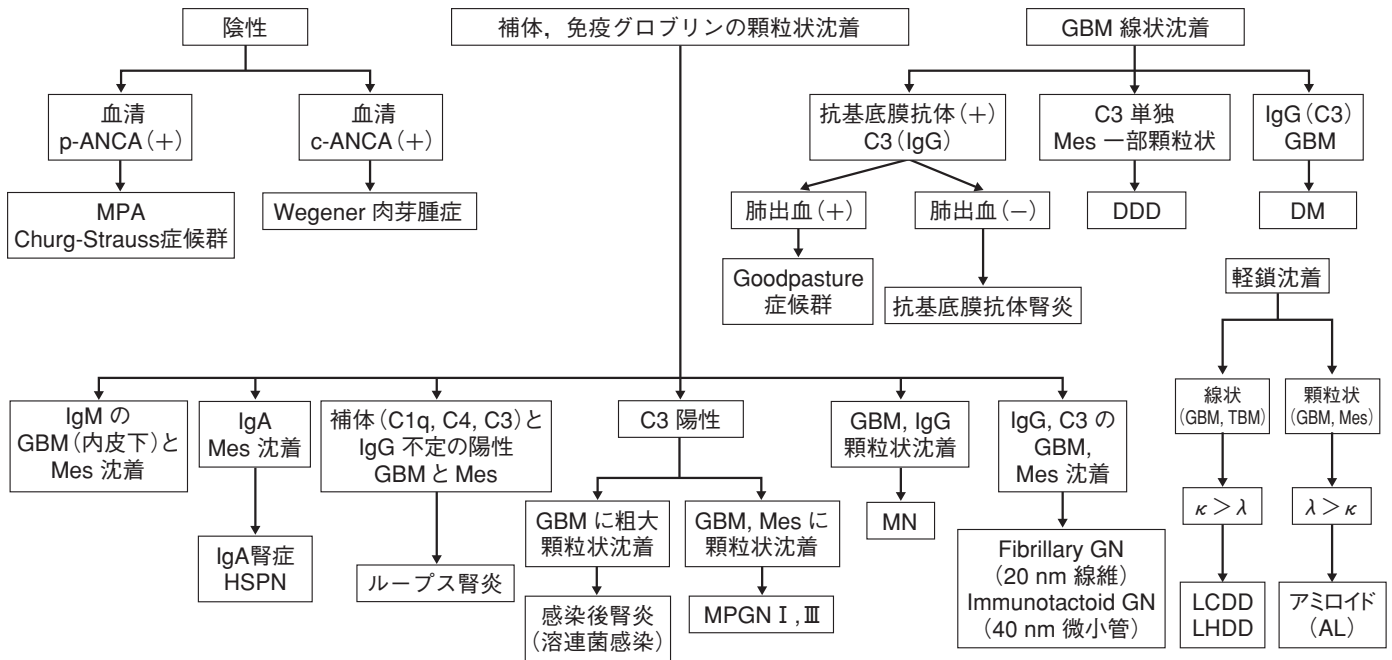 陰性
補体，免疫グロブリンの顆粒状沈着
GBM 線状沈着
血清
p-ANCA（＋）
血清
c-ANCA（＋）
抗基底膜抗体（＋）
C3（IgG）
C3 単独
Mes 一部顆粒状
IgG（C3）
GBM
MPA
Churg-Strauss症候群
Wegener 肉芽腫症
肺出血（＋）
肺出血（－）
DDD
DM
Goodpasture
症候群
抗基底膜抗体腎炎
軽鎖沈着
IgM の
GBM（内皮下）と
Mes 沈着
IgA
Mes 沈着
補体（C1q, C4, C3）と
IgG 不定の陽性
GBM と Mes
C3 陽性
GBM, IgG
顆粒状沈着
IgG, C3 の
GBM,
Mes 沈着
線状
（GBM, TBM）
顆粒状
（GBM, Mes）
IgA腎症
HSPN
ループス腎炎
GBM に粗大
顆粒状沈着
GBM, Mes に
顆粒状沈着
MN
κ＞λ
λ＞κ
感染後腎炎
（溶連菌感染）
MPGN Ⅰ, Ⅲ
Fibrillary GN
（20 nm 線維）
Immunotactoid GN
（40 nm 微小管）
LCDD
LHDD
アミロイド
（AL）